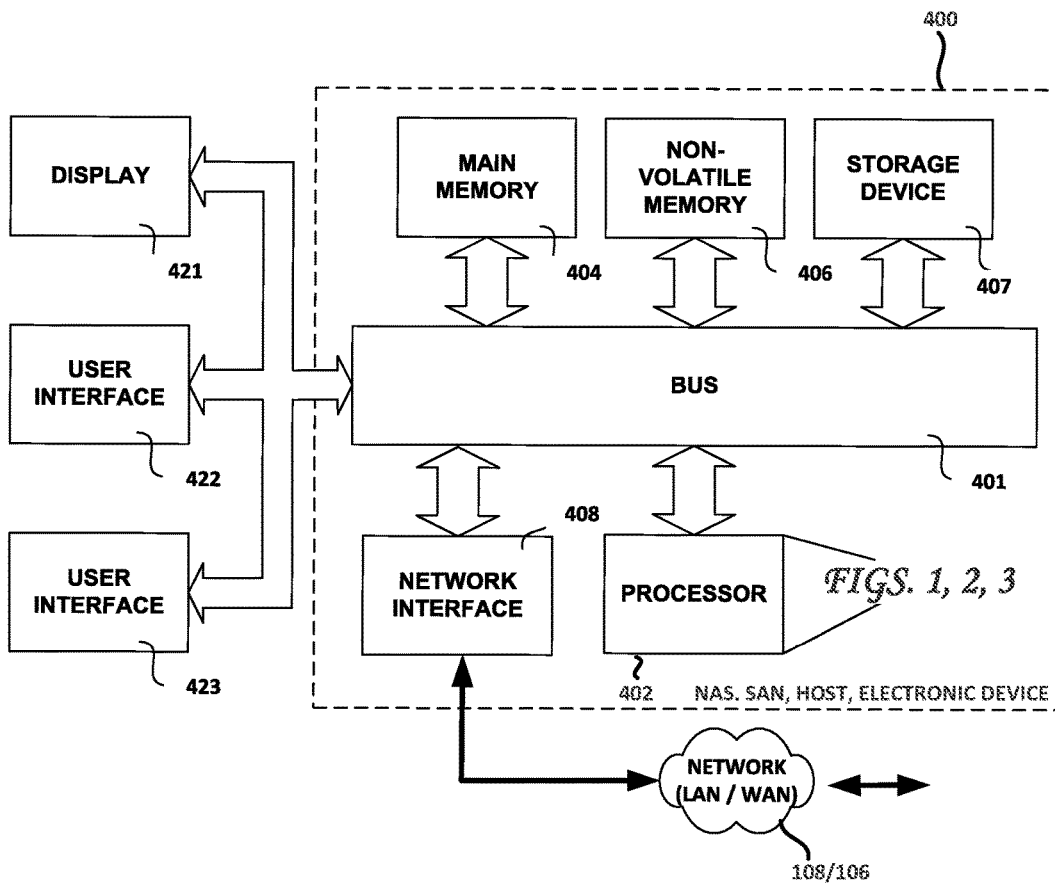 400
DISPLAY
421
MAIN
MEMORY
404
NON-
VOLATILE
MEMORY
406
STORAGE
DEVICE
407
USER
INTERFACE
422
BUS
401
USER
INTERFACE
423
408
NETWORK
INTERFACE
PROCESSOR
FIGS. 1, 2, 3
402
NAS. SAN, HOST, ELECTRONIC DEVICE
NETWORK
(LAN / WAN)
108/106